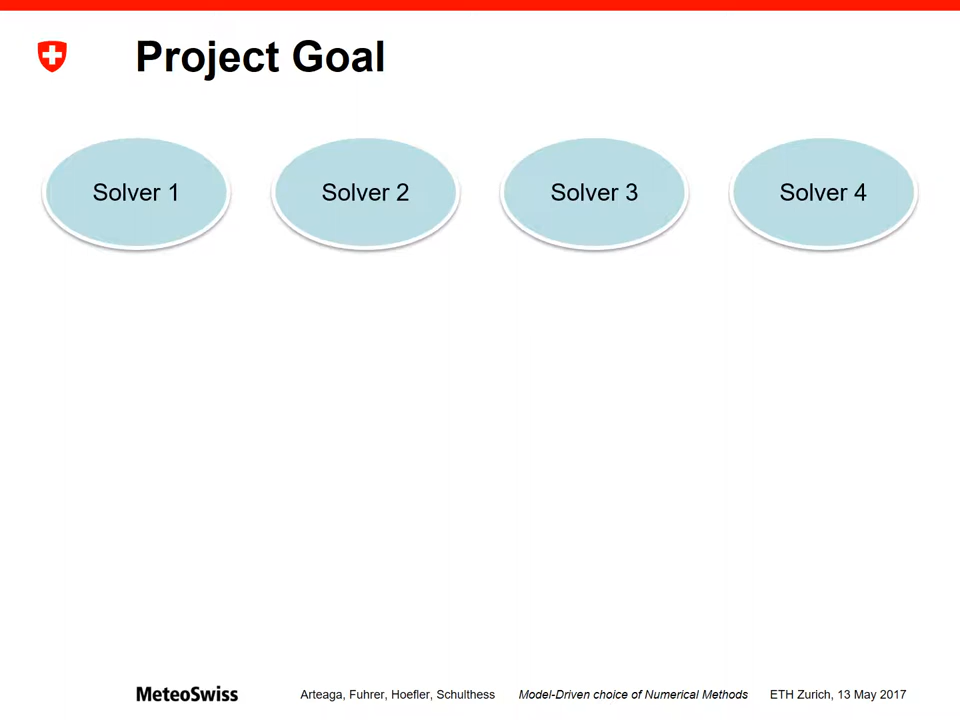 Project Goal
Solver 1 Solver 2 Solver 3 Solver 4
MeteoSwiss Arteaga, Fuhrer, Hoefler, Schulthess Model-Driven choice of Numerical Methods ETH Zurich, 13 May 2017